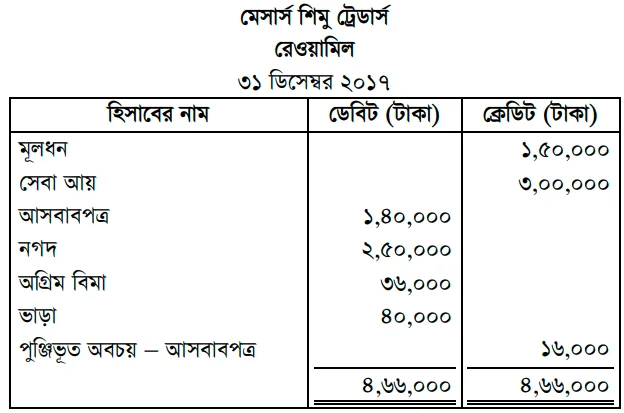 মেসার্স শিমু ট্রেডার্স
রেওয়ামিল
৩১ ডিসেম্বর ২০১৭
হিসাবের নাম ডেবিট (টাকা) ক্রেডিট (টাকা)
মূলধন ১,৫০,০০০
সেবা আয় ৩,০০,০০০
আসবাবপত্র ১,৪০,০০০
নগদ ২,৫০,০০০
অগ্রিম বিমা ৩৬,০০০
ভাড়া ৪০,০০০
পুঞ্জিভূত অবচয় – আসবাবপত্র ১৬,০০০
৪,৬৬,০০০ ৪,৬৬,০০০